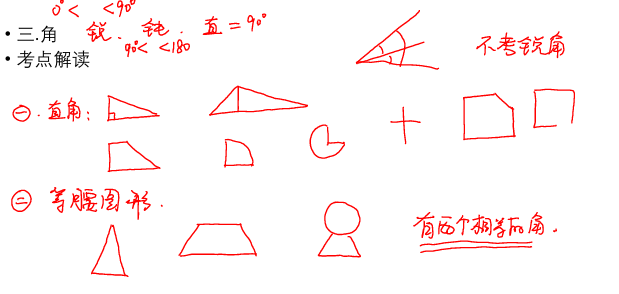 0°< <90°
• 三.角 锐. 钝. 直=90°
90°< <180
• 考点解读
不考锐角
㊀.直角:
㊁ 等腰图形.
有两个相等的角.